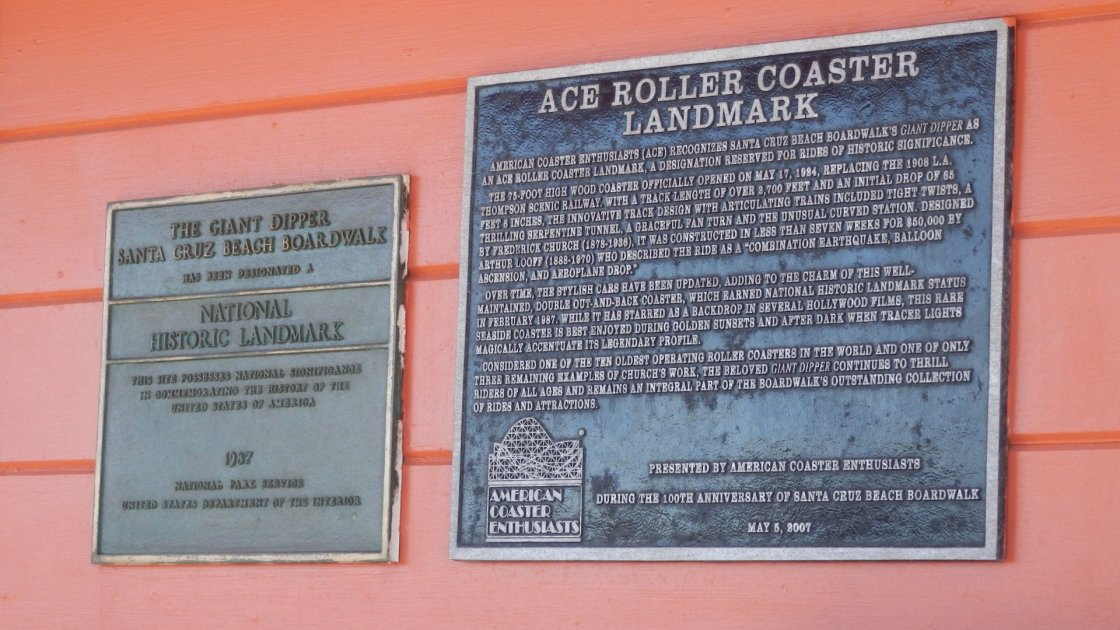 THE GIANT DIPPER
SANTA CRUZ BEACH BOARDWALK
HAS BEEN DESIGNATED A
NATIONAL
HISTORIC LANDMARK
THIS SITE POSSESSES NATIONAL SIGNIFICANCE
IN COMMEMORATING THE HISTORY OF THE
UNITED STATES OF AMERICA
1987
NATIONAL PARK SERVICE
UNITED STATES DEPARTMENT OF THE INTERIOR
ACE ROLLER COASTER
LANDMARK
AMERICAN COASTER ENTHUSIASTS (ACE) RECOGNIZES SANTA CRUZ BEACH BOARDWALK'S GIANT DIPPER AS
AN ACE ROLLER COASTER LANDMARK, A DESIGNATION RESERVED FOR RIDES OF HISTORIC SIGNIFICANCE.
THE 75-FOOT HIGH WOOD COASTER OFFICIALLY OPENED ON MAY 17, 1924, REPLACING THE 1908 L.A.
THOMPSON SCENIC RAILWAY. WITH A TRACK LENGTH OF OVER 2,700 FEET AND AN INITIAL DROP OF 65
FEET 6 INCHES, THE INNOVATIVE TRACK DESIGN WITH ARTICULATING TRAINS INCLUDED TIGHT TWISTS, A
THRILLING SERPENTINE TUNNEL, A GRACEFUL FAN TURN AND THE UNUSUAL CURVED STATION. DESIGNED
BY FREDERICK CHURCH (1878-1936), IT WAS CONSTRUCTED IN LESS THAN SEVEN WEEKS FOR $50,000 BY
ARTHUR LOOFF (1888-1970) WHO DESCRIBED THE RIDE AS A "COMBINATION EARTHQUAKE, BALLOON
ASCENSION, AND AEROPLANE DROP."
OVER TIME, THE STYLISH CARS HAVE BEEN UPDATED, ADDING TO THE CHARM OF THIS WELL-
MAINTAINED, DOUBLE OUT-AND-BACK COASTER, WHICH EARNED NATIONAL HISTORIC LANDMARK STATUS
IN FEBRUARY 1987. WHILE IT HAS STARRED AS A BACKDROP IN SEVERAL HOLLYWOOD FILMS, THIS RARE
SEASIDE COASTER IS BEST ENJOYED DURING GOLDEN SUNSETS AND AFTER DARK WHEN TRACER LIGHTS
MAGICALLY ACCENTUATE ITS LEGENDARY PROFILE.
CONSIDERED ONE OF THE TEN OLDEST OPERATING ROLLER COASTERS IN THE WORLD AND ONE OF ONLY
THREE REMAINING EXAMPLES OF CHURCH'S WORK, THE BELOVED GIANT DIPPER CONTINUES TO THRILL
RIDERS OF ALL AGES AND REMAINS AN INTEGRAL PART OF THE BOARDWALK'S OUTSTANDING COLLECTION
OF RIDES AND ATTRACTIONS.
AMERICAN
COASTER
ENTHUSIASTS
PRESENTED BY AMERICAN COASTER ENTHUSIASTS
DURING THE 100TH ANNIVERSARY OF SANTA CRUZ BEACH BOARDWALK
MAY 5, 2007